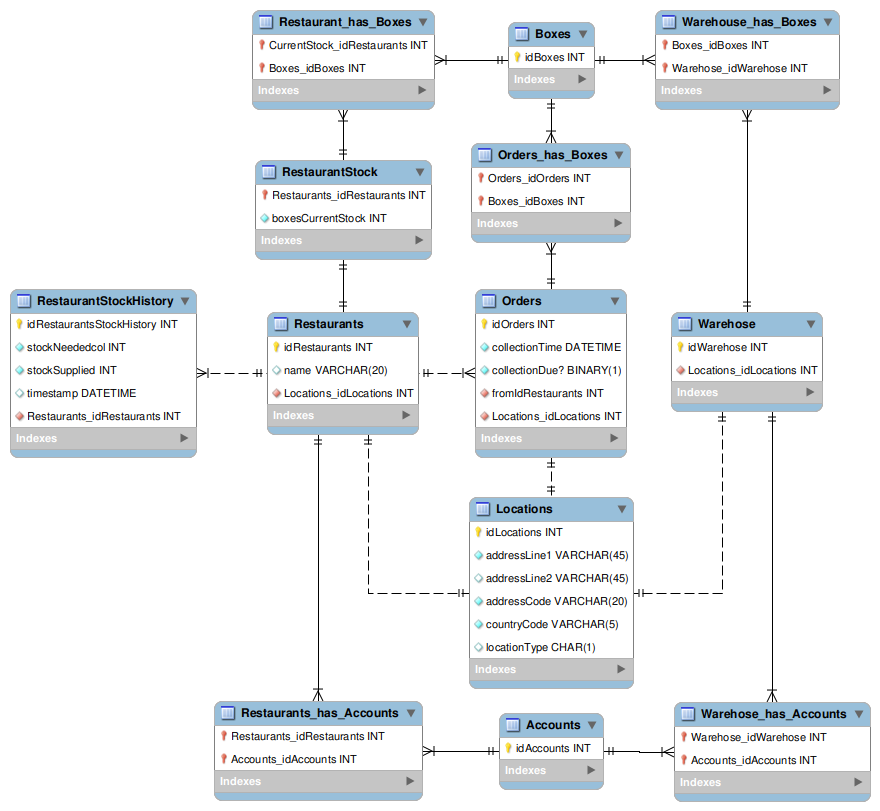 Restaurant_has_Boxes
CurrentStock_idRestaurants INT
Boxes_idBoxes INT
Indexes
Boxes
idBoxes INT
Indexes
Warehouse_has_Boxes
Boxes_idBoxes INT
Warehose_idWarehose INT
Indexes
RestaurantStock
Restaurants_idRestaurants INT
boxesCurrentStock INT
Indexes
Orders_has_Boxes
Orders_idOrders INT
Boxes_idBoxes INT
Indexes
RestaurantStockHistory
idRestaurantsStockHistory INT
stockNeededcol INT
stockSupplied INT
timestamp DATETIME
Restaurants_idRestaurants INT
Indexes
Restaurants
idRestaurants INT
name VARCHAR(20)
Locations_idLocations INT
Indexes
Orders
idOrders INT
collectionTime DATETIME
collectionDue? BINARY(1)
fromIdRestaurants INT
Locations_idLocations INT
Indexes
Warehose
idWarehose INT
Locations_idLocations INT
Indexes
Locations
idLocations INT
addressLine1 VARCHAR(45)
addressLine2 VARCHAR(45)
addressCode VARCHAR(20)
countryCode VARCHAR(5)
locationType CHAR(1)
Indexes
Restaurants_has_Accounts
Restaurants_idRestaurants INT
Accounts_idAccounts INT
Indexes
Accounts
idAccounts INT
Indexes
Warehose_has_Accounts
Warehose_idWarehose INT
Accounts_idAccounts INT
Indexes